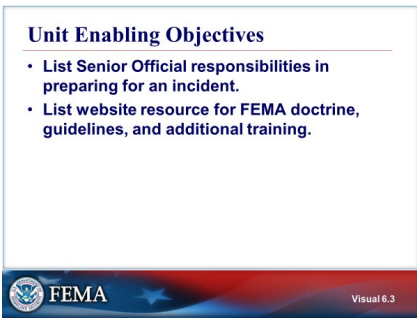 Unit Enabling Objectives
• List Senior Official responsibilities in
preparing for an incident.
• List website resource for FEMA doctrine,
guidelines, and additional training.
FEMA
Visual 6.3